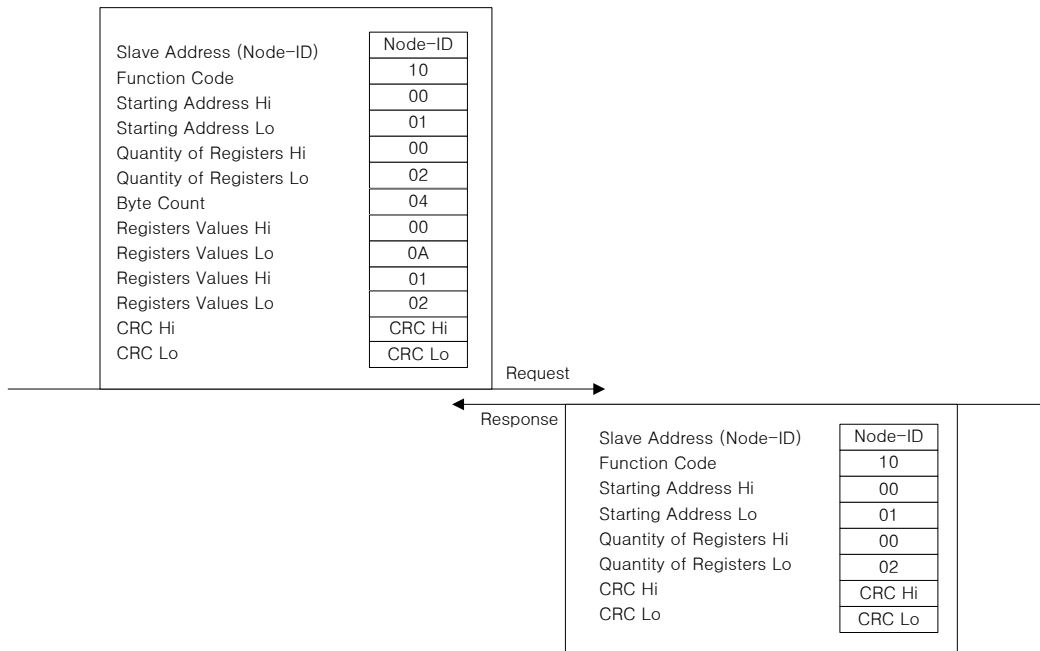 Slave Address (Node-ID) Node-ID
Function Code 10
Starting Address Hi 00
Starting Address Lo 01
Quantity of Registers Hi 00
Quantity of Registers Lo 02
Byte Count 04
Registers Values Hi 00
Registers Values Lo 0A
Registers Values Hi 01
Registers Values Lo 02
CRC Hi CRC Hi
CRC Lo CRC Lo
Request
Response
Slave Address (Node-ID) Node-ID
Function Code 10
Starting Address Hi 00
Starting Address Lo 01
Quantity of Registers Hi 00
Quantity of Registers Lo 02
CRC Hi CRC Hi
CRC Lo CRC Lo